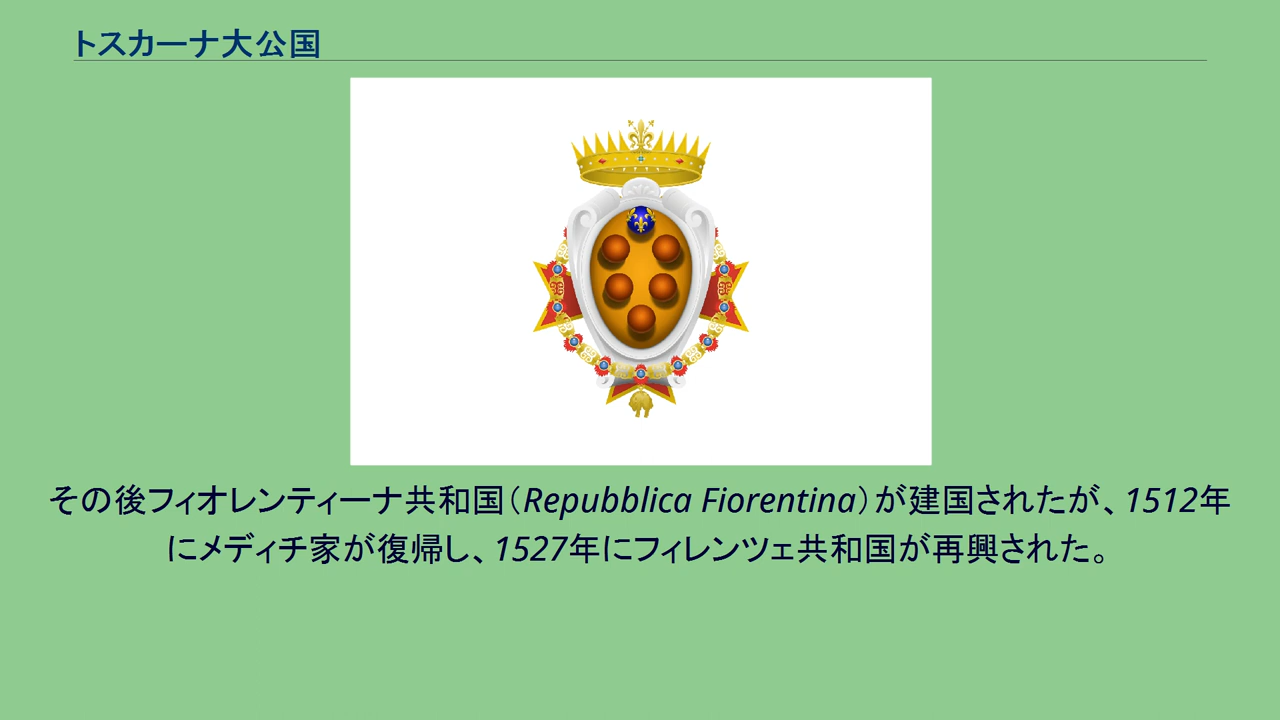 トスカーナ大公国
その後フィオレンティーナ共和国（Repubblica Fiorentina）が建国されたが、1512年
にメディチ家が復帰し、1527年にフィレンツェ共和国が再興された。